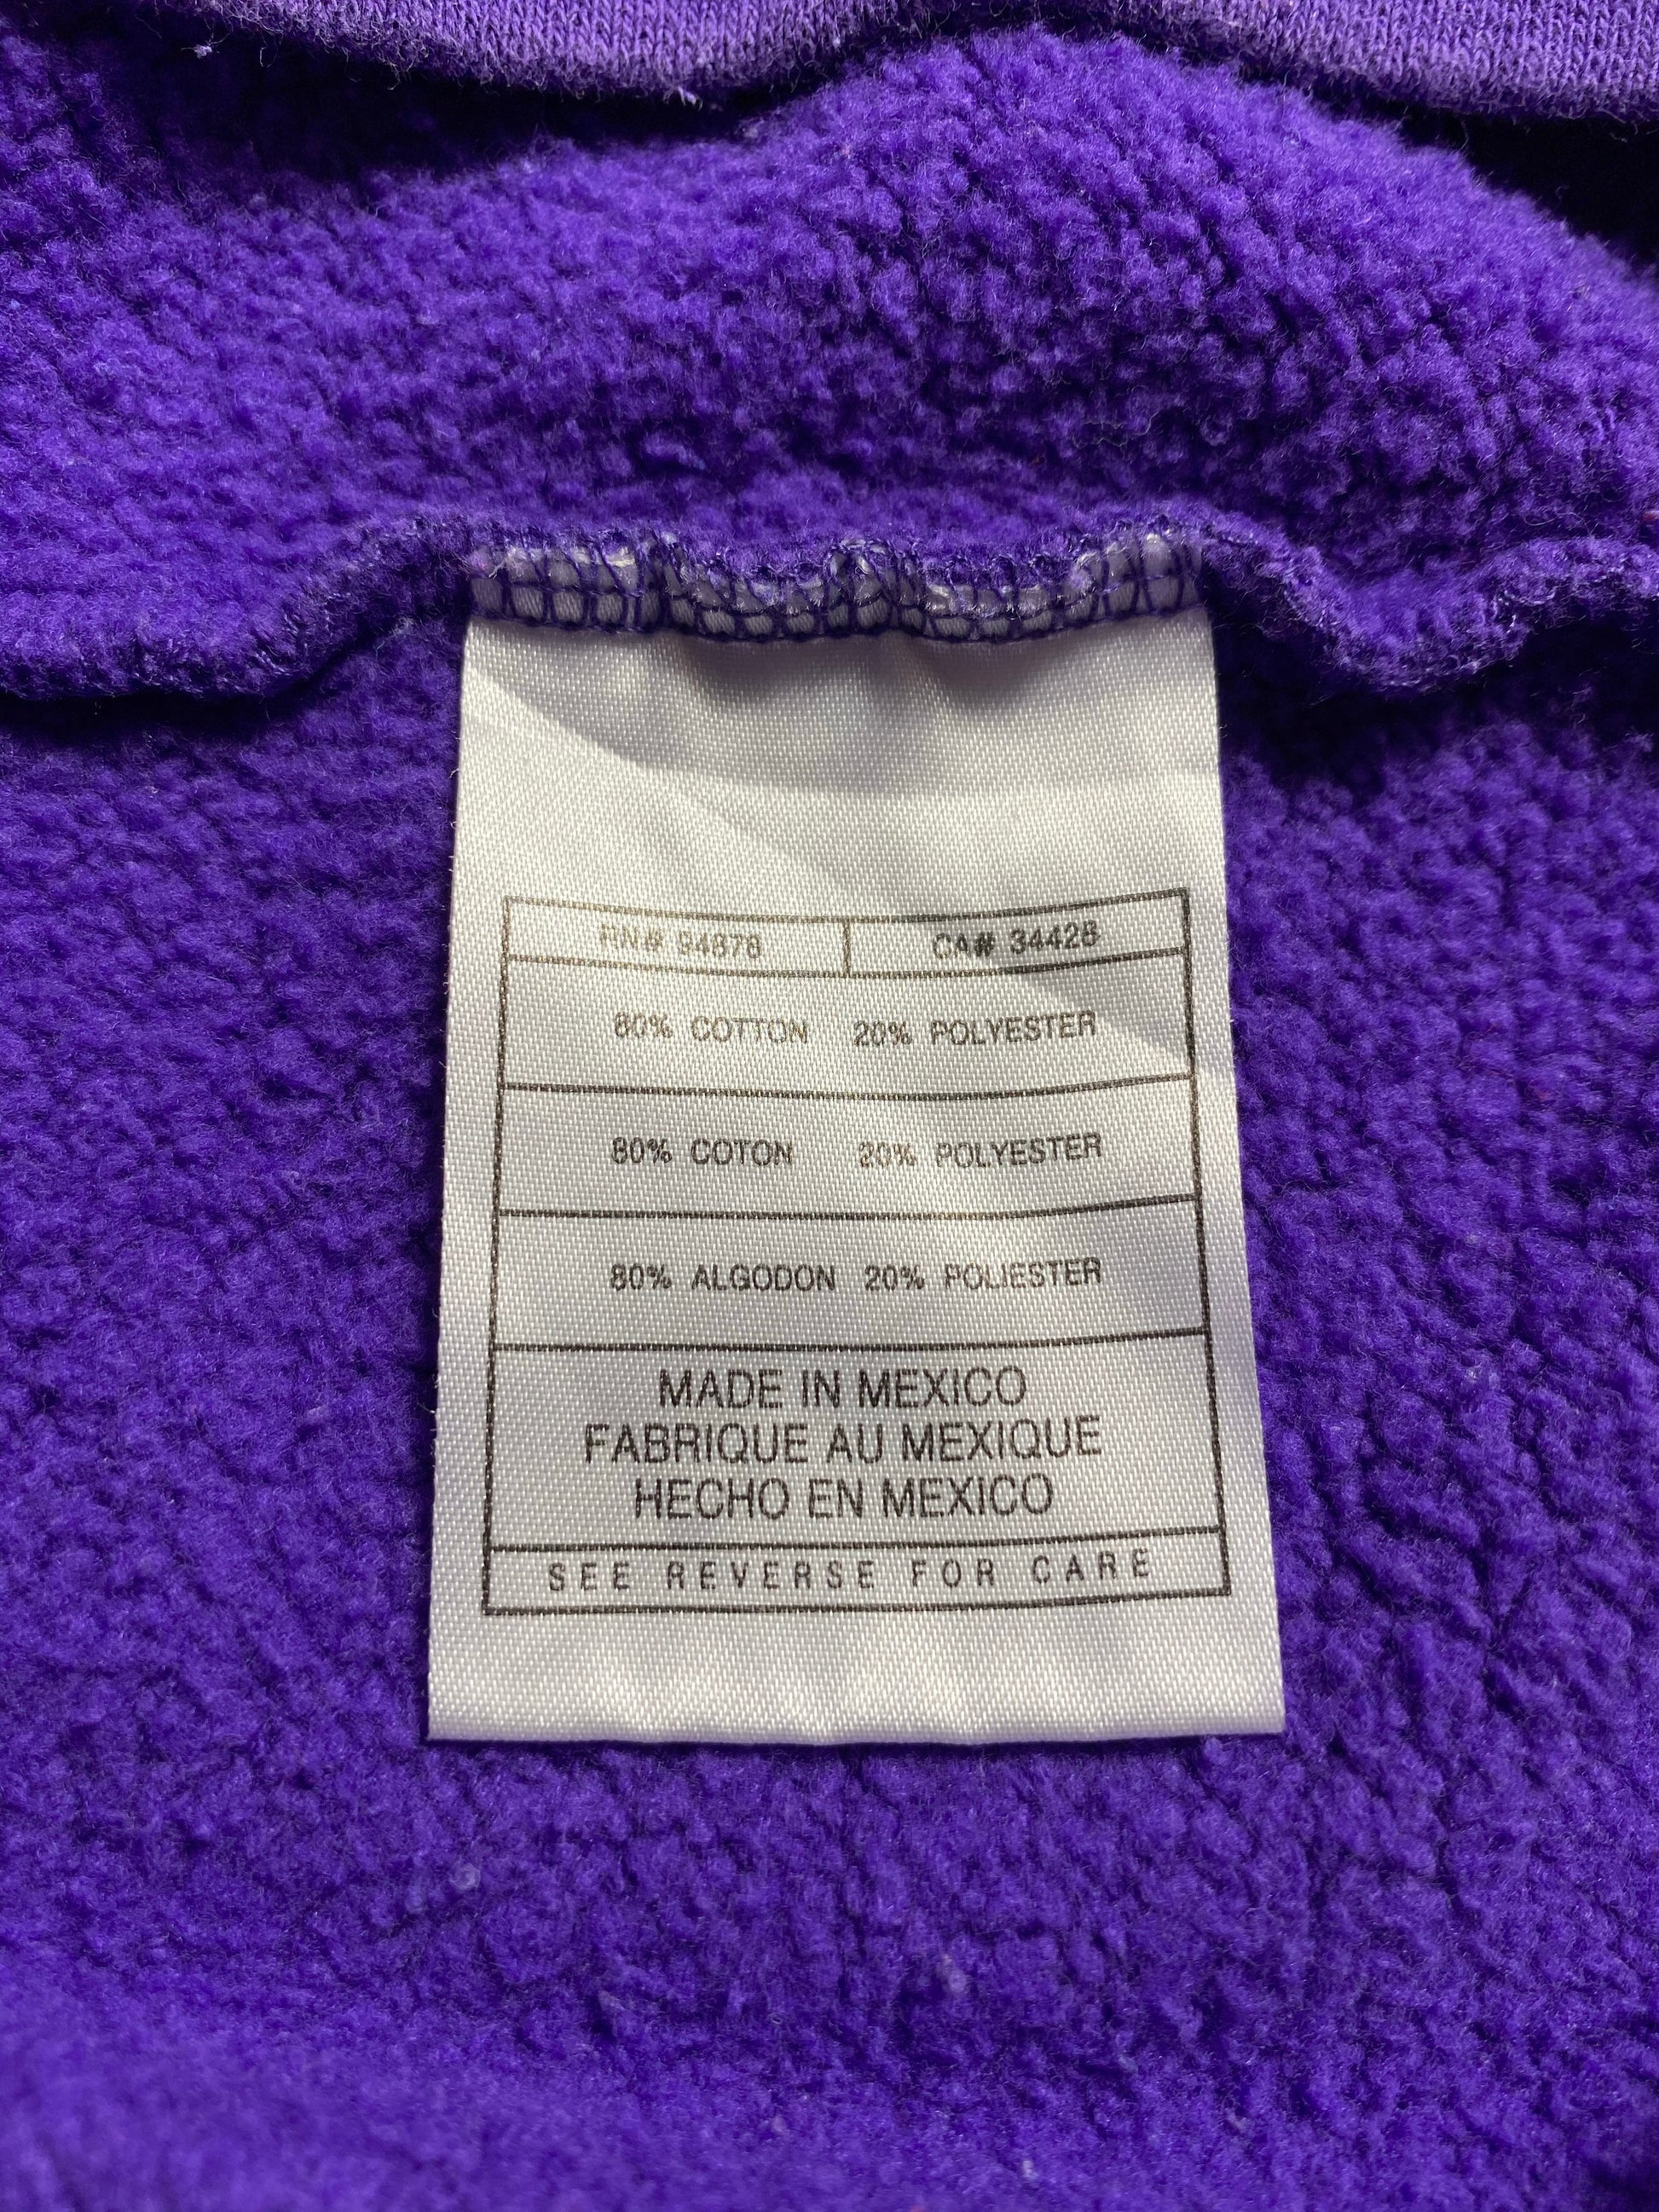 RN# 94878 CA# 34428
80% COTTON 20% POLYESTER
80% COTON 20% POLYESTER
80% ALGODON 20% POLIESTER
MADE IN MEXICO
FABRIQUE AU MEXIQUE
HECHO EN MEXICO
SEE REVERSE FOR CARE